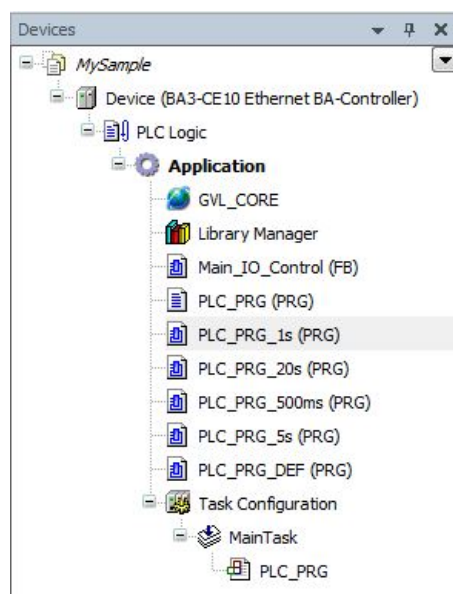 Devices
MySample
Device (BA3-CE10 Ethernet BA-Controller)
PLC Logic
Application
GVL_CORE
Library Manager
Main_IO_Control (FB)
PLC_PRG (PRG)
PLC_PRG_1s (PRG)
PLC_PRG_20s (PRG)
PLC_PRG_500ms (PRG)
PLC_PRG_5s (PRG)
PLC_PRG_DEF (PRG)
Task Configuration
MainTask
PLC_PRG